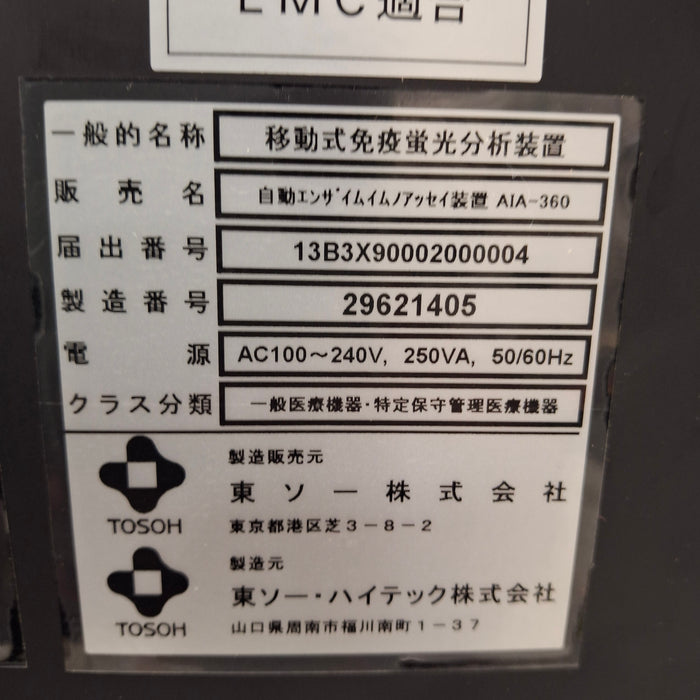 EMC適合
一般的名称 移動式免疫蛍光分析装置
販売名 自動エンザイムイムノアッセイ装置 AIA-360
届出番号 13B3X90002000004
製造番号 29621405
電源 AC100～240V, 250VA, 50/60Hz
クラス分類 一般医療機器・特定保守管理医療機器
製造販売元
東ソー株式会社
TOSOH
東京都港区芝3-8-2
製造元
東ソー・ハイテック株式会社
TOSOH
山口県周南市福川南町1-37